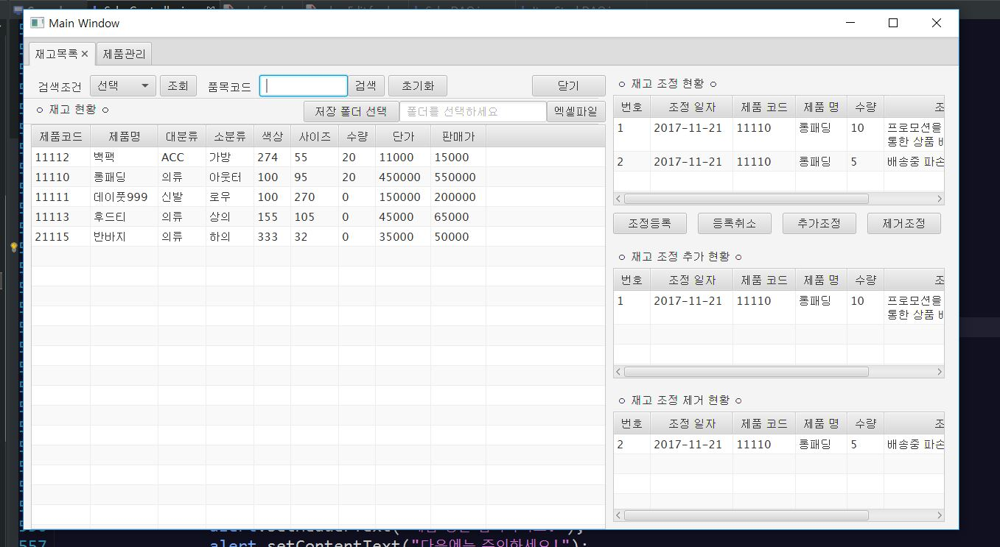 Main Window
재고목록 제품관리
검색조건 선택 조회 품목코드 검색 초기화 닫기
재고 현황 저장 폴더 선택 폴더를 선택하세요 엑셀파일
제품코드 제품명 대분류 소분류 색상 사이즈 수량 단가 판매가
11112 백팩 ACC 가방 274 55 20 11000 15000
11110 롱패딩 의류 아웃터 100 95 20 450000 550000
11111 데이풋999 신발 로우 100 270 0 150000 200000
11113 후드티 의류 상의 155 105 0 45000 65000
21115 반바지 의류 하의 333 32 0 35000 50000
재고 조정 현황
번호 조정 일자 제품 코드 제품 명 수량 조
1 2017-11-21 11110 롱패딩 10 프로모션을
통한 상품
2 2017-11-21 11110 롱패딩 5 배송중 파손
조정등록 등록취소 추가조정 제거조정
재고 조정 추가 현황
번호 조정 일자 제품 코드 제품 명 수량 조
1 2017-11-21 11110 롱패딩 10 프로모션을
통한 상품
재고 조정 제거 현황
번호 조정 일자 제품 코드 제품 명 수량 조
2 2017-11-21 11110 롱패딩 5 배송중 파손
557 alert.setContentText("다음에는 주의하세요!");